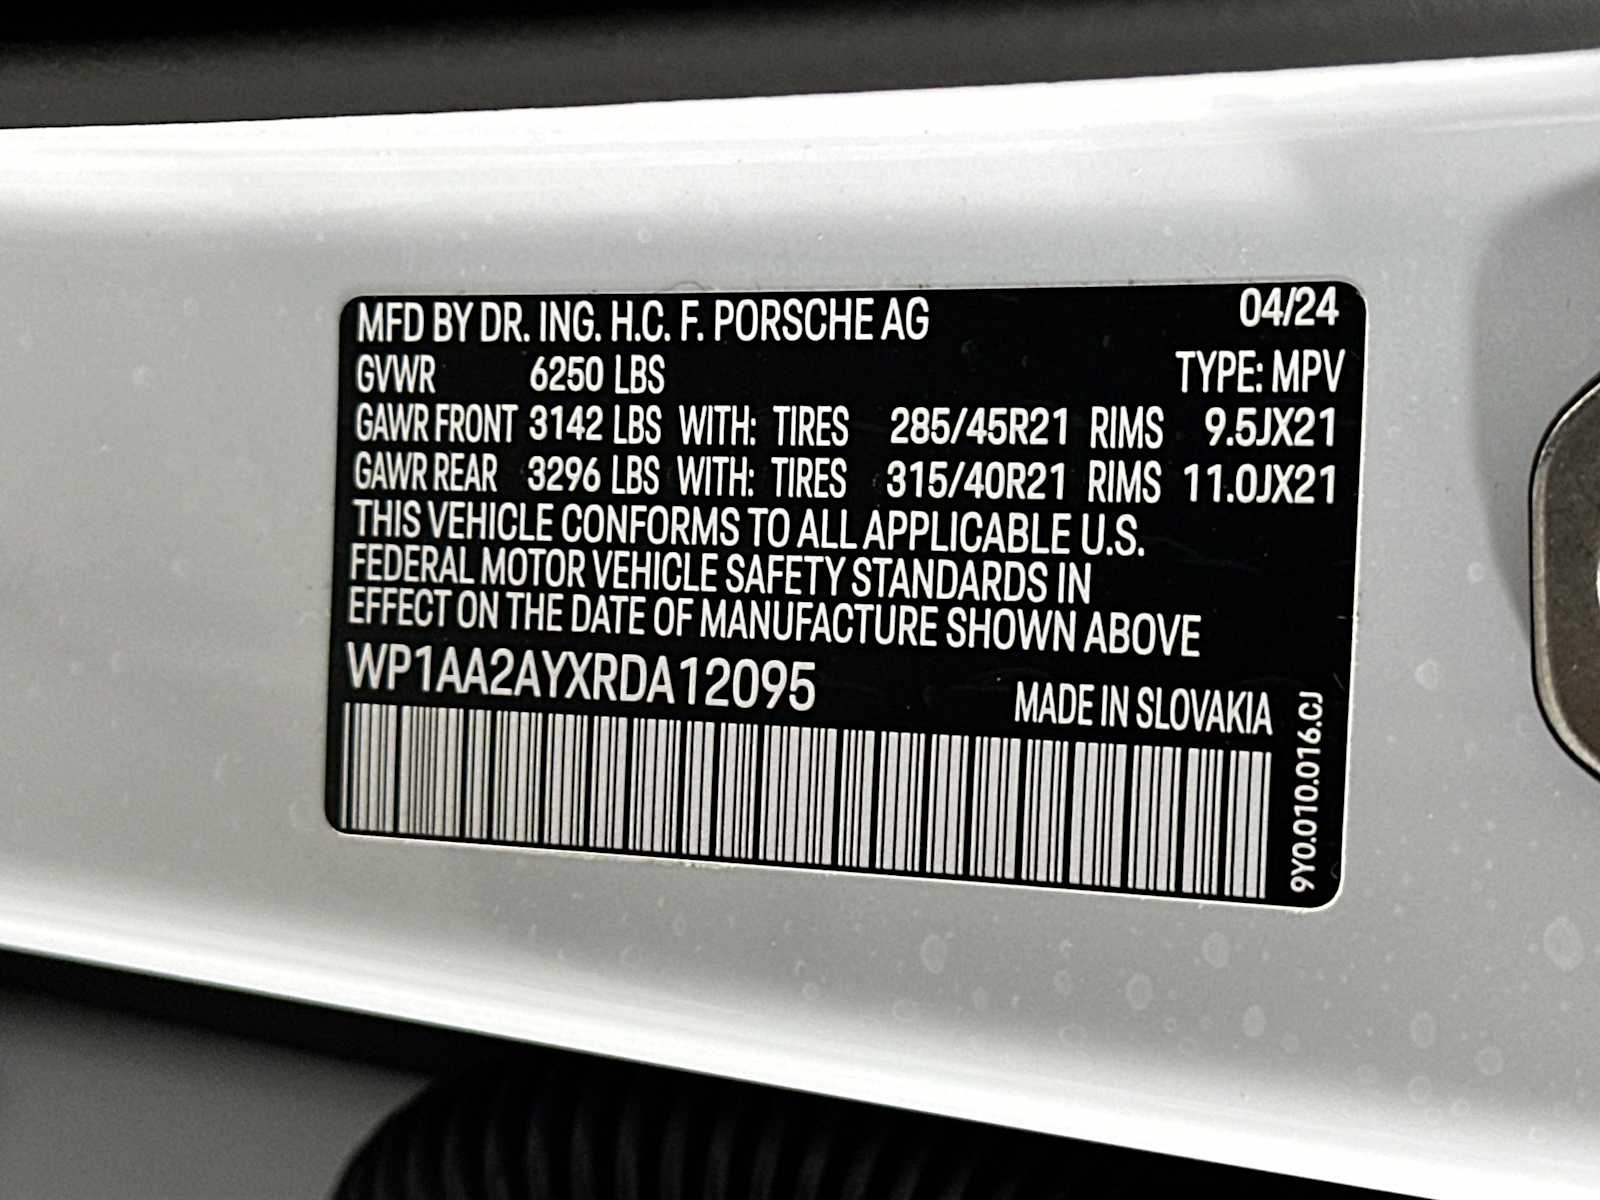 MFD BY DR. ING. H.C. F. PORSCHE AG 04/24
GVWR 6250 LBS TYPE: MPV
GAWR FRONT 3142 LBS WITH: TIRES 285/45R21 RIMS 9.5JX21
GAWR REAR 3296 LBS WITH: TIRES 315/40R21 RIMS 11.0JX21
THIS VEHICLE CONFORMS TO ALL APPLICABLE U.S.
FEDERAL MOTOR VEHICLE SAFETY STANDARDS IN
EFFECT ON THE DATE OF MANUFACTURE SHOWN ABOVE
WP1AA2AYXRDA12095
MADE IN SLOVAKIA
9Y0.010.016.CJ